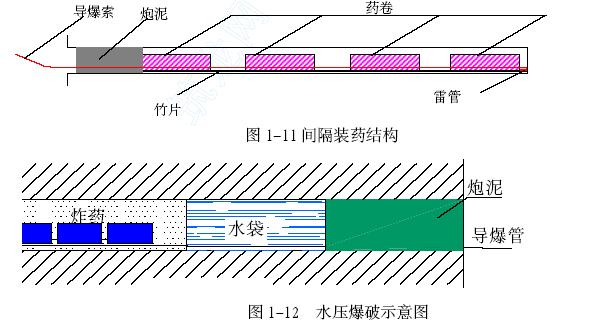 导爆索
炮泥
药卷
竹片
雷管
图 1-11 间隔装药结构
炸药
水袋
炮泥
导爆管
图 1-12 水压爆破示意图